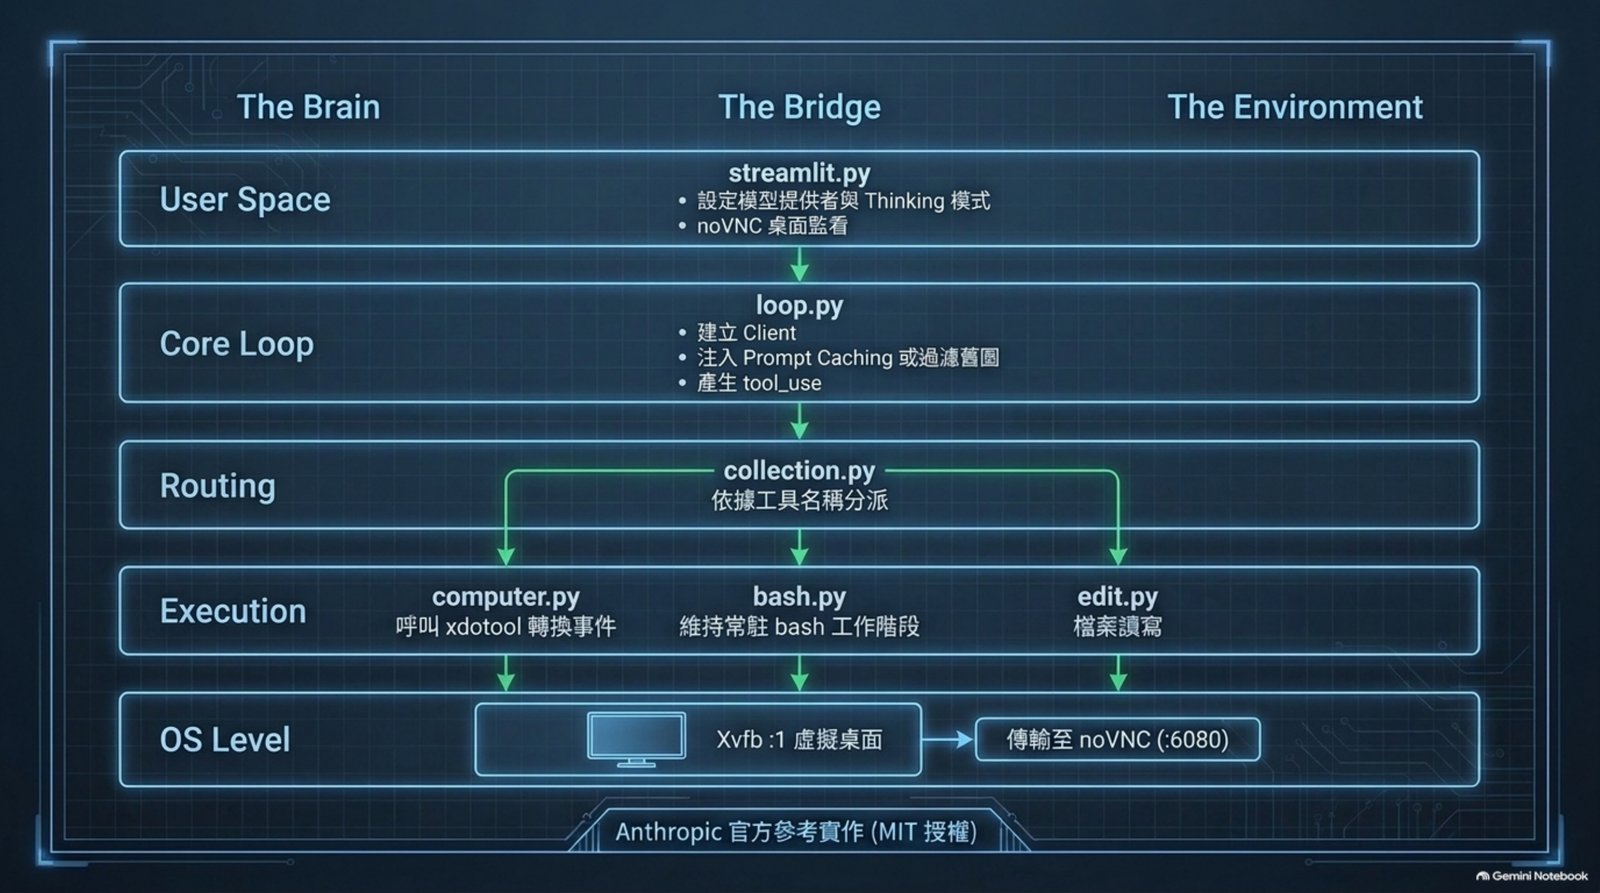 The Brain
The Bridge
The Environment
User Space
streamlit.py
• 設定模型提供者與 Thinking 模式
• noVNC 桌面監看
Core Loop
loop.py
• 建立 Client
• 注入 Prompt Caching 或過濾舊圖
• 產生 tool_use
Routing
collection.py
依據工具名稱分派
Execution
computer.py
呼叫 xdotool 轉換事件
bash.py
維持常駐 bash 工作階段
edit.py
檔案讀寫
OS Level
Xvfb :1 虛擬桌面
傳輸至 noVNC (:6080)
Anthropic 官方參考實作 (MIT 授權)
Gemini Notebook